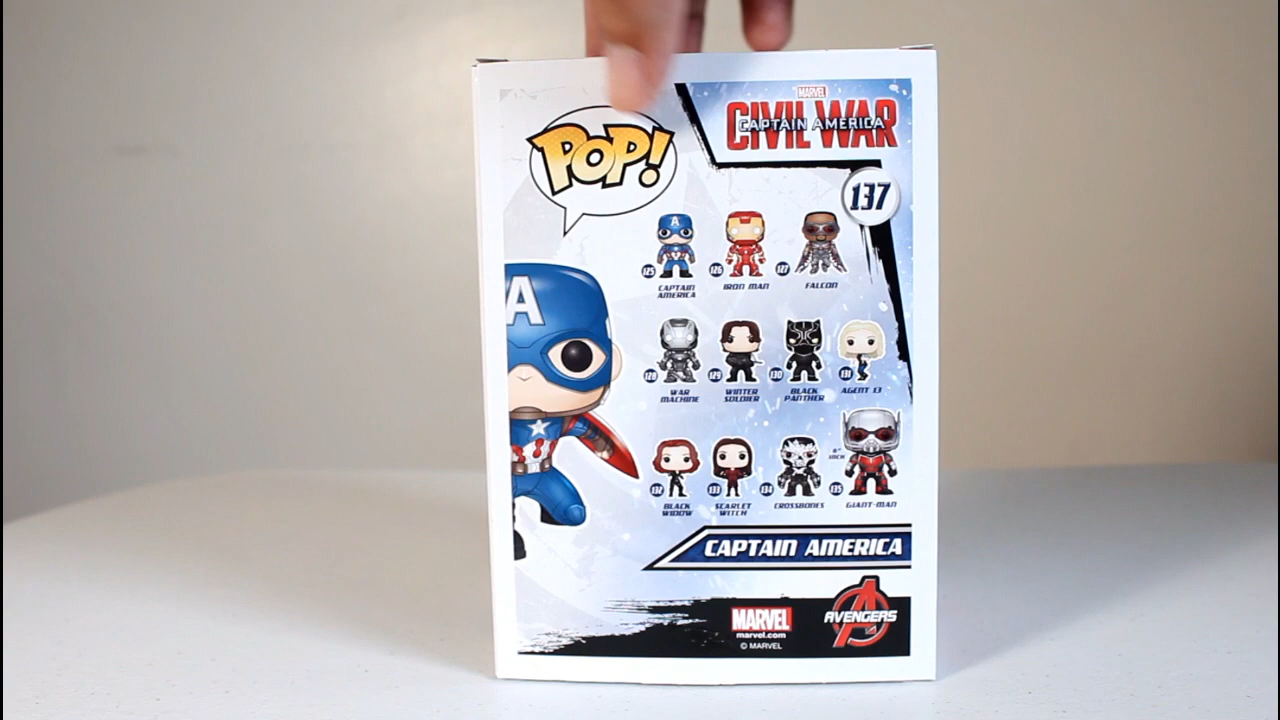 POP!
MARVEL
CIVIL WAR
CAPTAIN AMERICA
137
A
125
CAPTAIN
AMERICA
126
IRON MAN
127
FALCON
128
WAR
MACHINE
129
WINTER
SOLDIER
130
BLACK
PANTHER
131
AGENT 13
132
BLACK
WIDOW
133
SCARLET
WITCH
134
CROSSBONES
6"
INCH
135
GIANT-MAN
CAPTAIN AMERICA
MARVEL
marvel.com
© MARVEL
AVENGERS